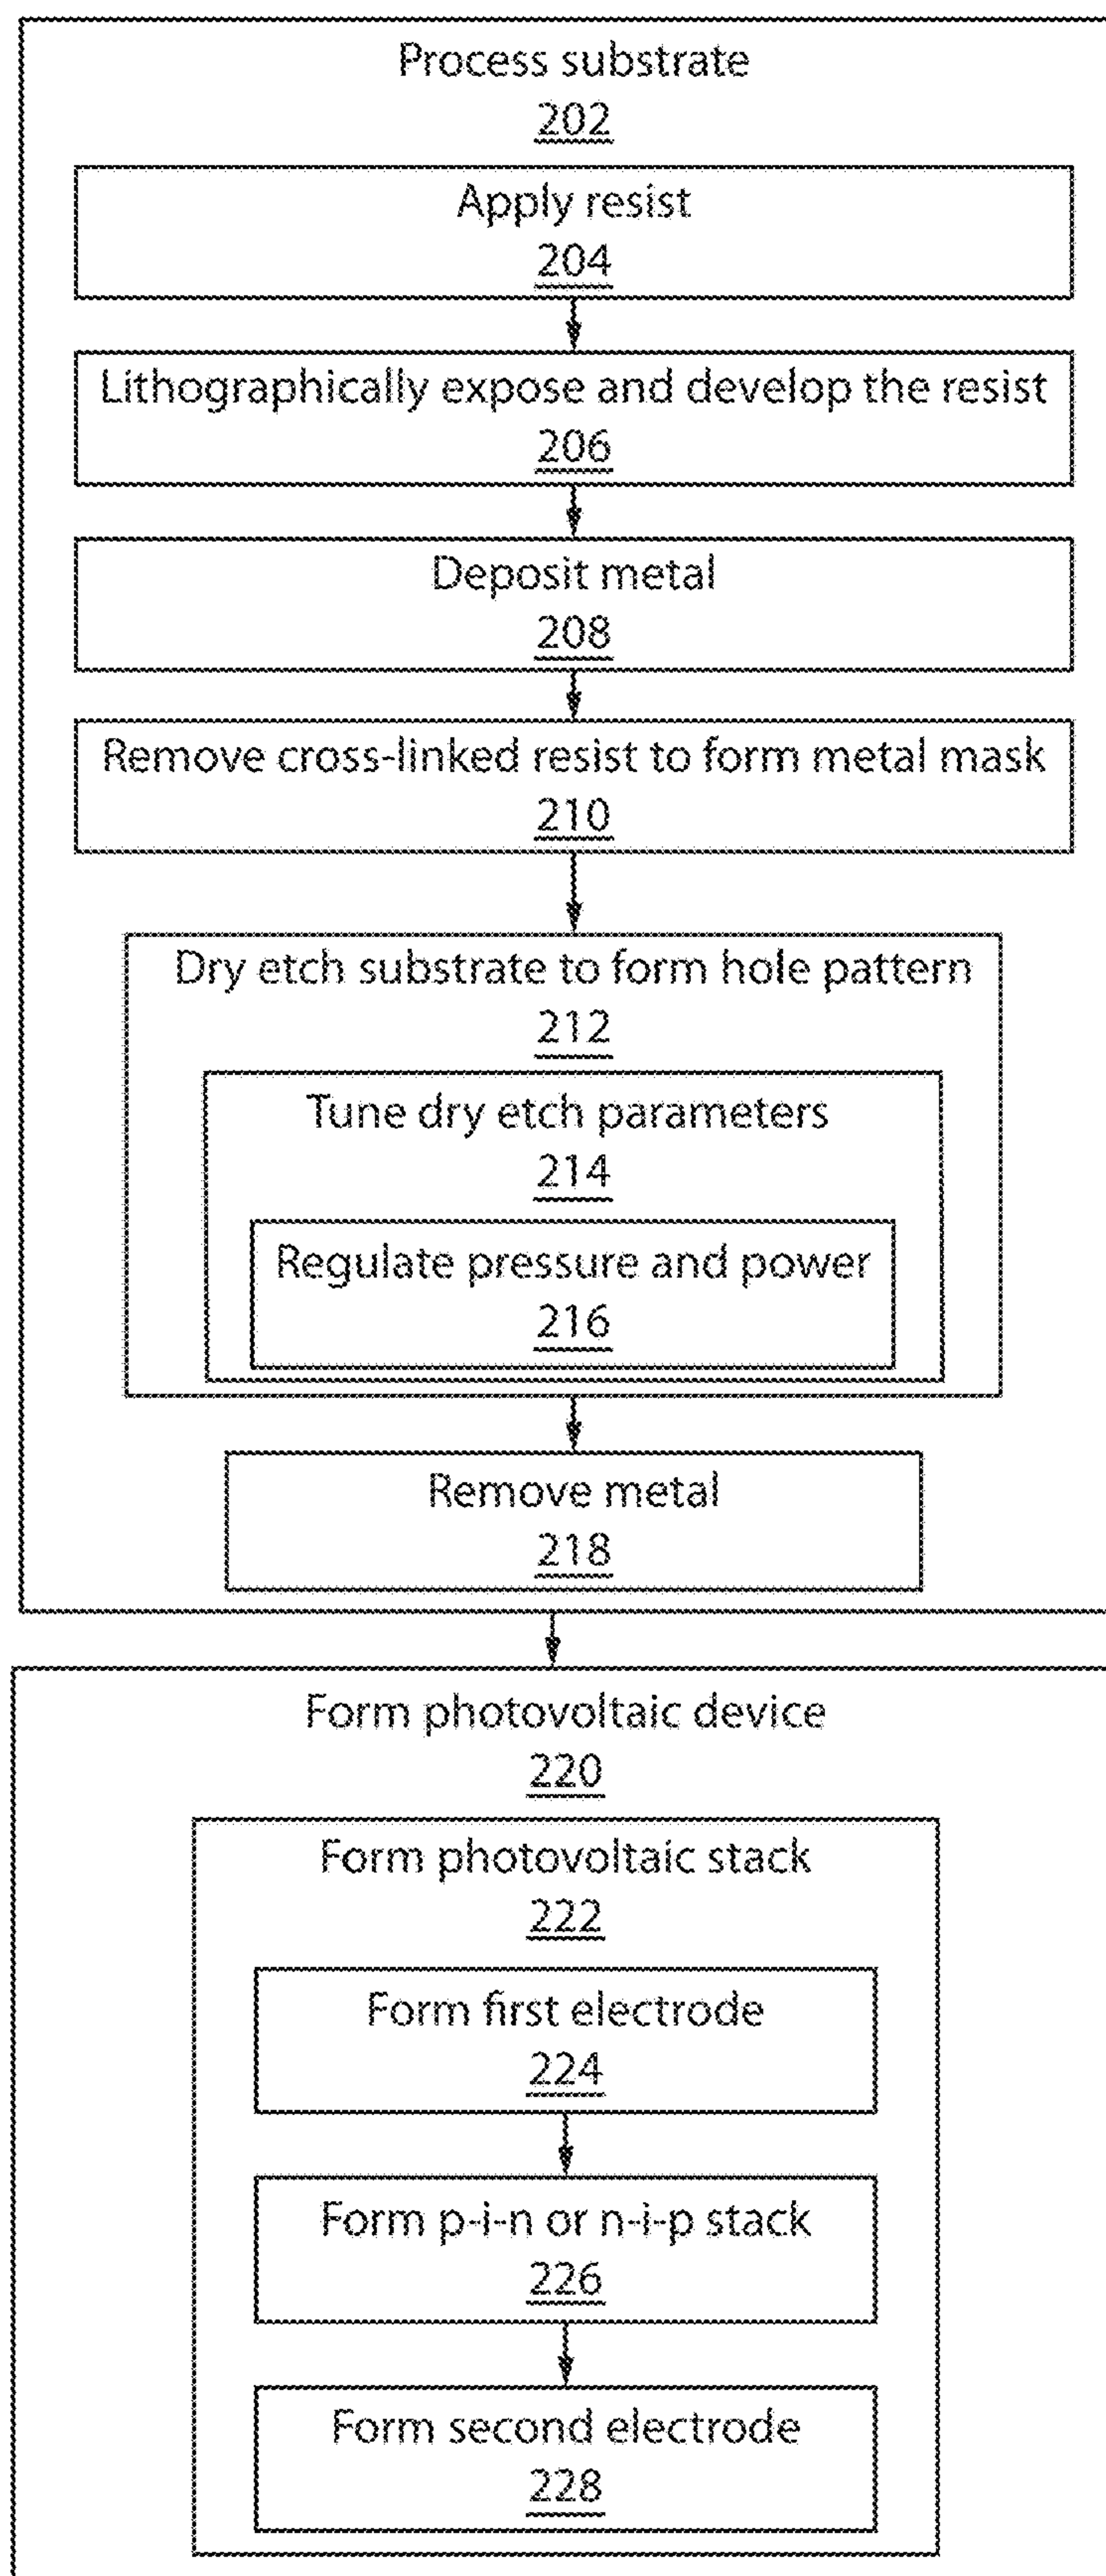 Process substrate
202
Apply resist
204
Lithographically expose and develop the resist
206
Deposit metal
208
Remove cross-linked resist to form metal mask
210
Dry etch substrate to form hole pattern
212
Tune dry etch parameters
214
Regulate pressure and power
216
Remove metal
218
Form photovoltaic device
220
Form photovoltaic stack
222
Form first electrode
224
Form p-i-n or n-i-p stack
226
Form second electrode
228